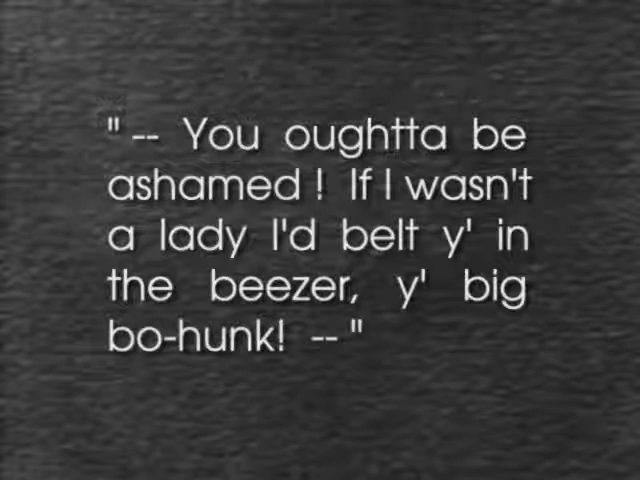 " -- You oughtta be
ashamed ! If I wasn't
a lady I'd belt y' in
the beezer, y' big
bo-hunk! -- "